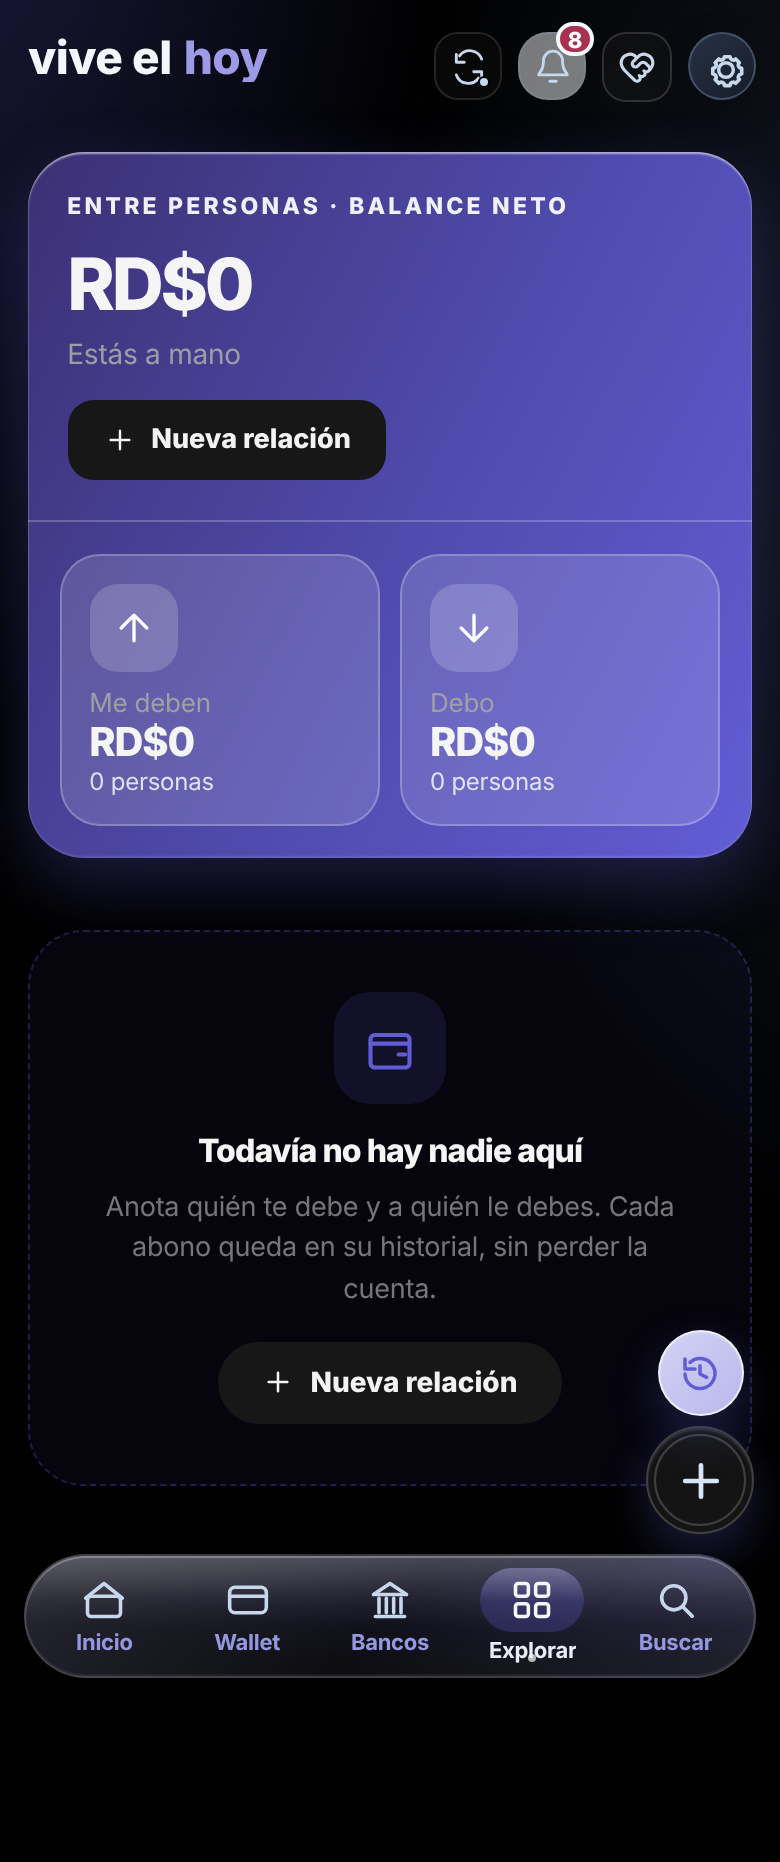 vive el hoy
8
ENTRE PERSONAS · BALANCE NETO
RD$0
Estás a mano
Nueva relación
Me deben
RD$0
0 personas
Debo
RD$0
0 personas
Todavía no hay nadie aquí
Anota quién te debe y a quién le debes. Cada
abono queda en su historial, sin perder la
cuenta.
Nueva relación
Inicio
Wallet
Bancos
Explorar
Buscar